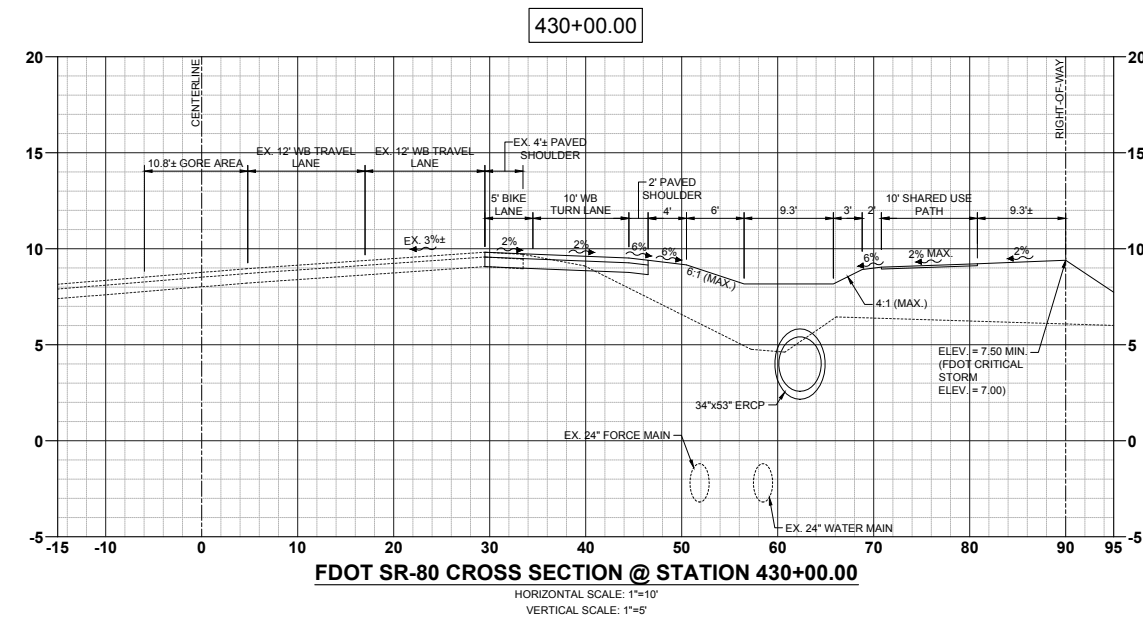 430+00.00
20
20
CENTERLINE
RIGHT-OF-WAY
15
15
EX. 4'± PAVED
SHOULDER
10.8'± GORE AREA
EX. 12' WB TRAVEL
LANE
EX. 12' WB TRAVEL
LANE
5' BIKE
LANE
10' WB
TURN LANE
2' PAVED
SHOULDER
4'
6'
9.3'
3'
2'
10' SHARED USE
PATH
9.3'±
10
10
EX. 3%±
2%
2%
6%
6%
6:1 (MAX.)
6%
2% MAX.
2%
4:1 (MAX.)
5
5
ELEV. = 7.50 MIN.
(FDOT CRITICAL
STORM
ELEV. = 7.00)
34"x53" ERCP
EX. 24" FORCE MAIN
0
0
EX. 24" WATER MAIN
-5
-5
-15
-10
0
10
20
30
40
50
60
70
80
90
95
FDOT SR-80 CROSS SECTION @ STATION 430+00.00
HORIZONTAL SCALE: 1"=10'
VERTICAL SCALE: 1"=5'